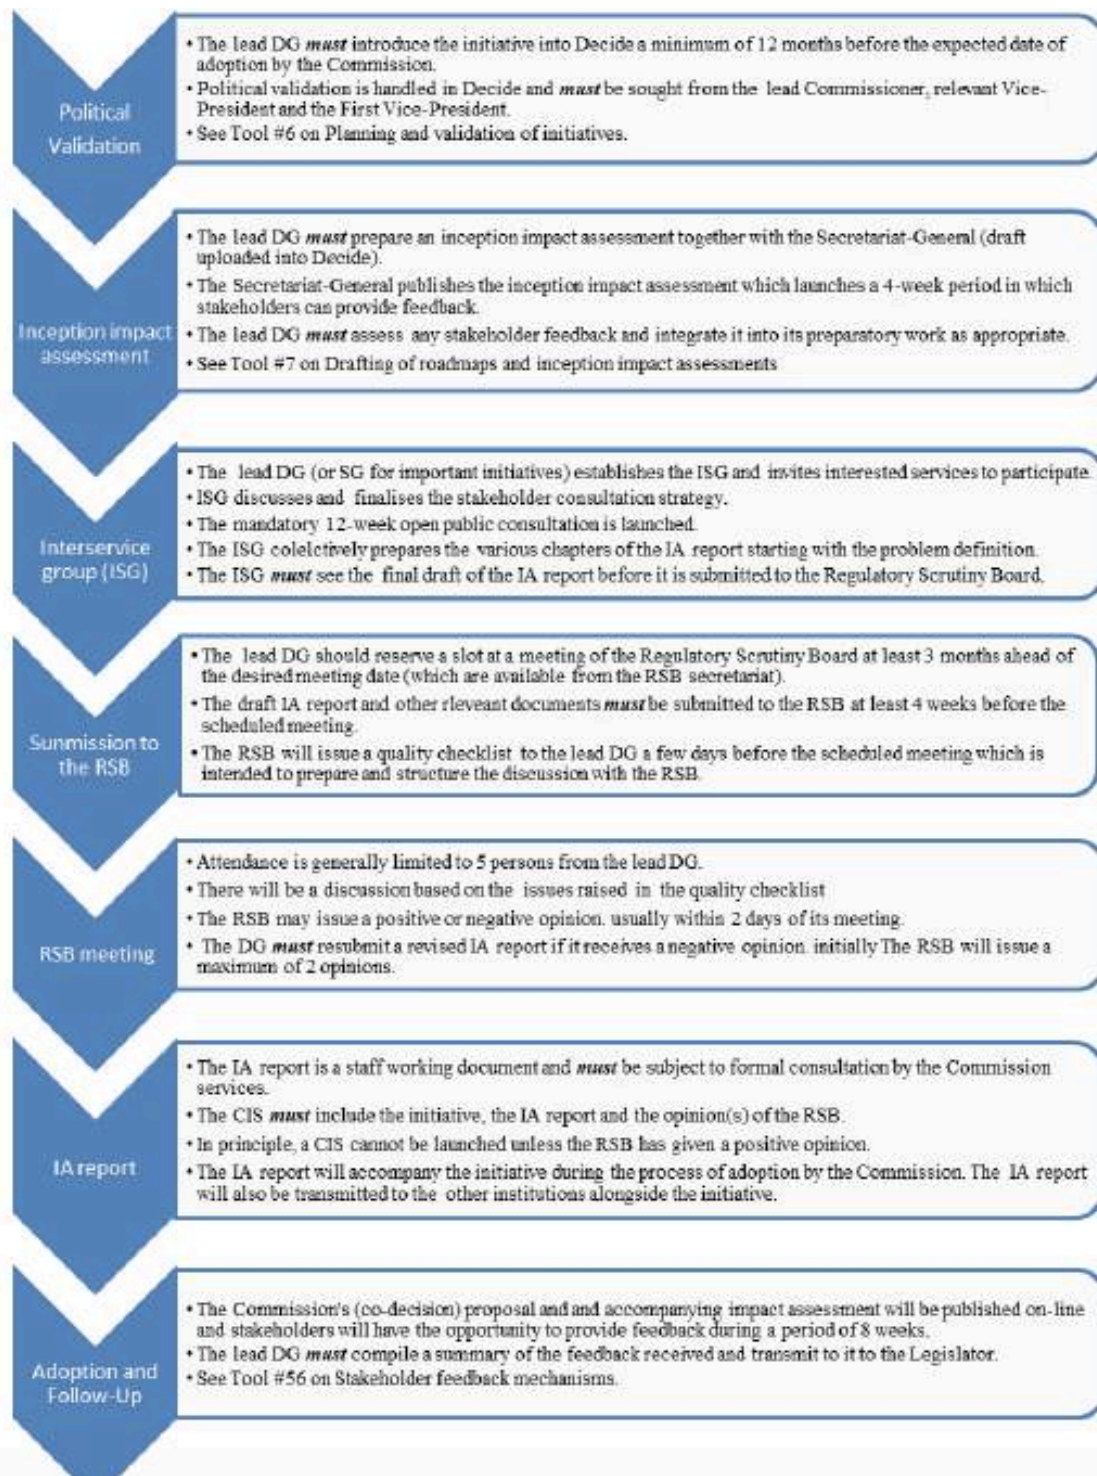 Political
Validation
• The lead DG must introduce the initiative into Decide a minimum of 12 months before the expected date of
adoption by the Commission.
• Political validation is handled in Decide and must be sought from the lead Commissioner, relevant Vice-
President and the First Vice-President.
• See Tool #6 on Planning and validation of initiatives.
Inception impact
assessment
• The lead DG must prepare an inception impact assessment together with the Secretariat-General (draft
uploaded into Decide).
• The Secretariat-General publishes the inception impact assessment which launches a 4-week period in which
stakeholders can provide feedback.
• The lead DG must assess any stakeholder feedback and integrate it into its preparatory work as appropriate.
• See Tool #7 on Drafting of roadmaps and inception impact assessments
Interservice
group (ISG)
• The lead DG (or SG for important initiatives) establishes the ISG and invites interested services to participate.
• ISG discusses and finalises the stakeholder consultation strategy.
• The mandatory 12-week open public consultation is launched.
• The ISG colelctively prepares the various chapters of the IA report starting with the problem definition.
• The ISG must see the final draft of the IA report before it is submitted to the Regulatory Scrutiny Board.
Sunmission to
the RSB
• The lead DG should reserve a slot at a meeting of the Regulatory Scrutiny Board at least 3 months ahead of
the desired meeting date (which are available from the RSB secretariat).
• The draft IA report and other rleveant documents must be submitted to the RSB at least 4 weeks before the
scheduled meeting.
• The RSB will issue a quality checklist to the lead DG a few days before the scheduled meeting which is
intended to prepare and structure the discussion with the RSB.
RSB meeting
• Attendance is generally limited to 5 persons from the lead DG.
• There will be a discussion based on the issues raised in the quality checklist
• The RSB may issue a positive or negative opinion. usually within 2 days of its meeting.
• The DG must resubmit a revised IA report if it receives a negative opinion. initially The RSB will issue a
maximum of 2 opinions.
IA report
• The IA report is a staff working document and must be subject to formal consultation by the Commission
services.
• The CIS must include the initiative, the IA report and the opinion(s) of the RSB.
• In principle, a CIS cannot be launched unless the RSB has given a positive opinion.
• The IA report will accompany the initiative during the process of adoption by the Commission. The IA report
will also be transmitted to the other institutions alongside the initiative.
Adoption and
Follow-Up
• The Commission's (co-decision) proposal and and accompanying impact assessment will be published on-line
and stakeholders will have the opportunity to provide feedback during a period of 8 weeks.
• The lead DG must compile a summary of the feedback received and transmit to it to the Legislator.
• See Tool #56 on Stakeholder feedback mechanisms.